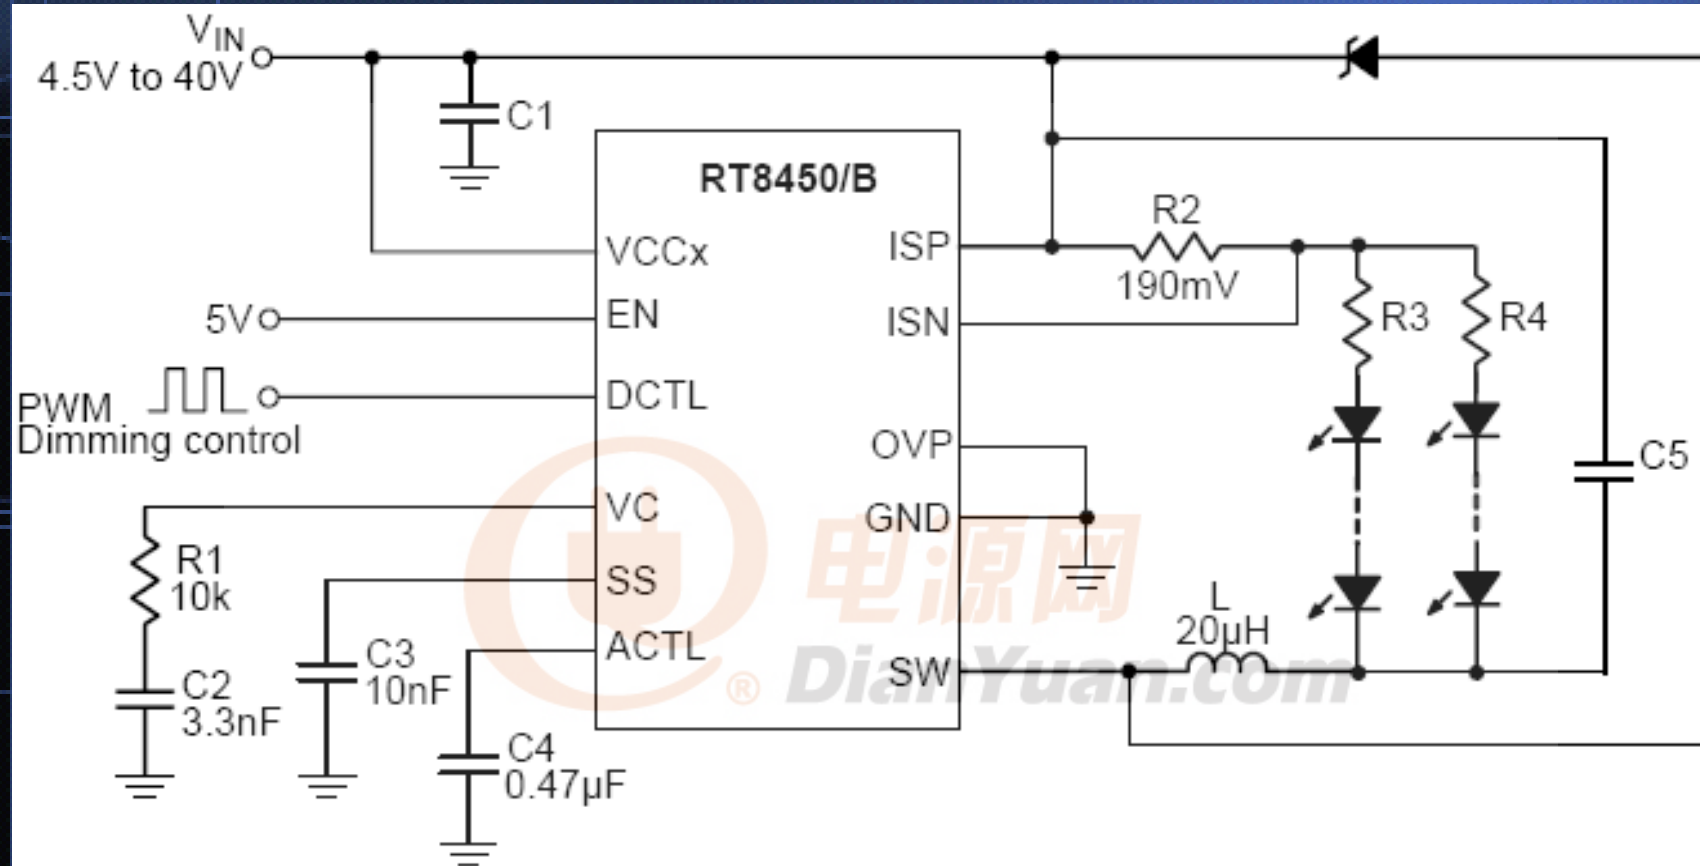 VIN
4.5V to 40V
C1
RT8450/B
VCCx
ISP
R2
190mV
5V
EN
ISN
R3
R4
PWM
Dimming control
DCTL
OVP
C5
VC
GND
电源网
R1
10k
SS
L
20µH
ACTL
SW
® DianYuan.com
C2
3.3nF
C3
10nF
C4
0.47µF